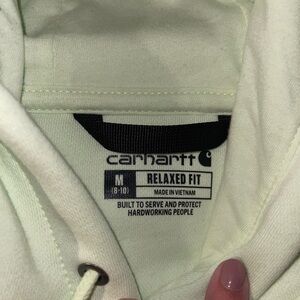 carhartt
M RELAXED FIT
(8-10) MADE IN VIETNAM
BUILT TO SERVE AND PROTECT
HARDWORKING PEOPLE